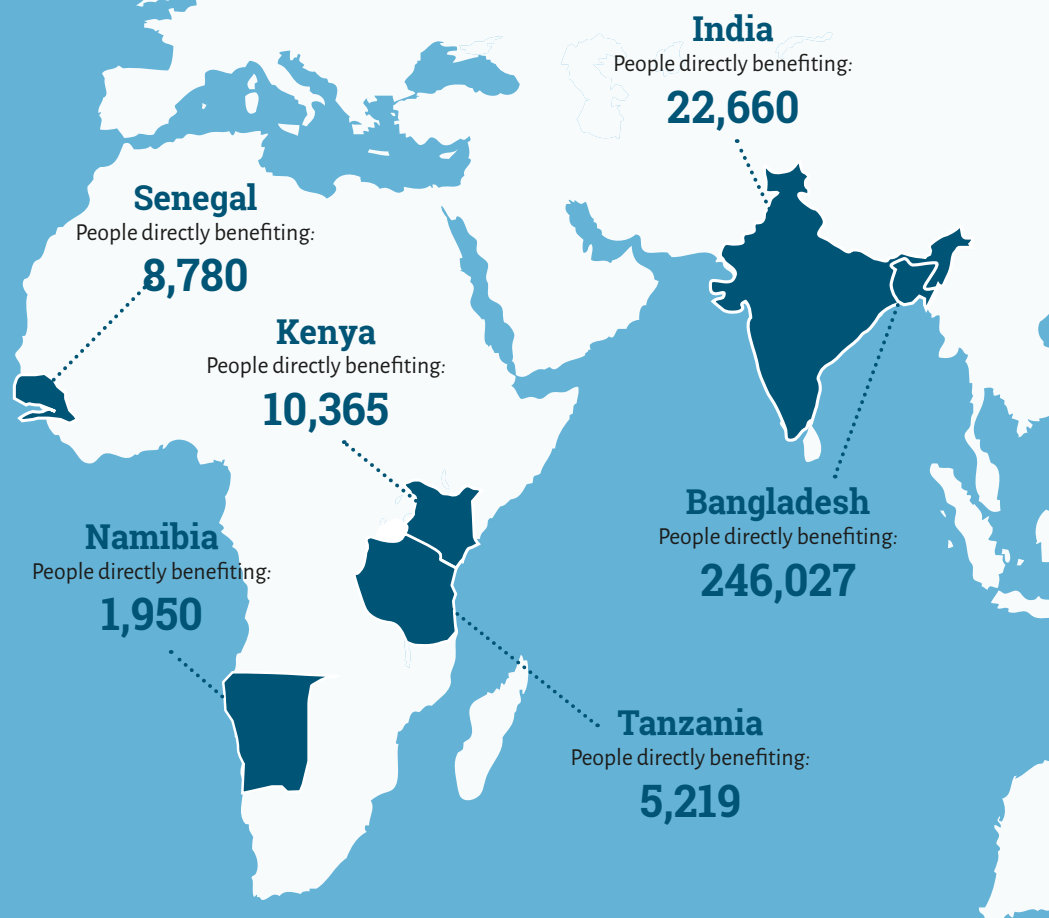 India
People directly benefiting:
22,660
Senegal
People directly benefiting:
8,780
Kenya
People directly benefiting:
10,365
Bangladesh
People directly benefiting:
246,027
Namibia
People directly benefiting:
1,950
Tanzania
People directly benefiting:
5,219